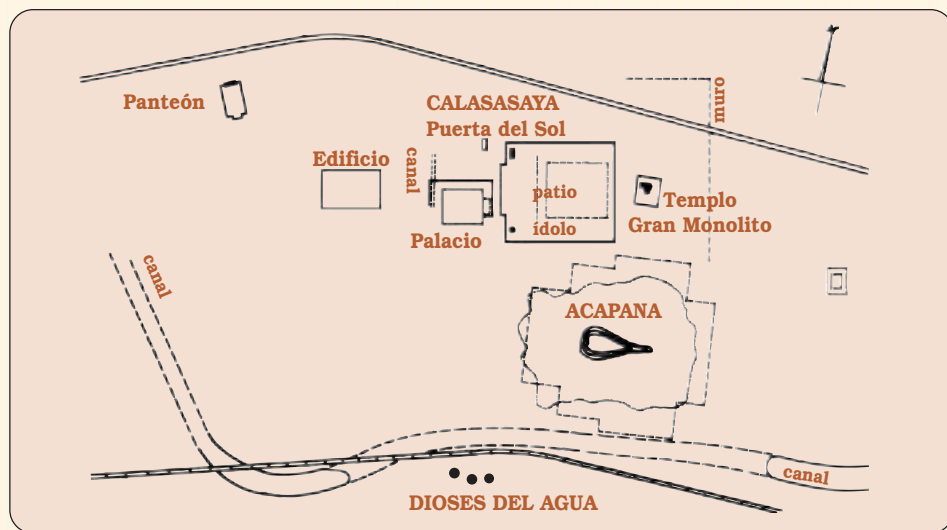 Panteón
CALASASAYA
Puerta del Sol
muro
Edificio
canal
patio
Templo
Gran Monolito
ídolo
Palacio
canal
ACAPANA
canal
DIOSES DEL AGUA